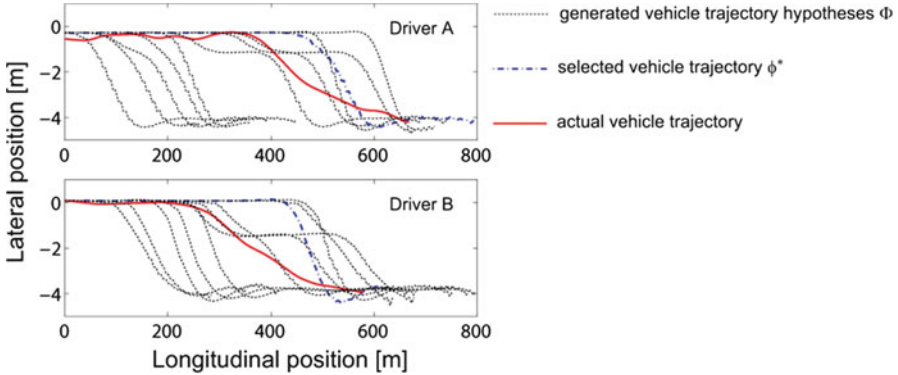 Driver A
0
−2
−4
0 200 400 600 800
Driver B
0
−2
−4
0 200 400 600 800
Lateral position [m]
Longitudinal position [m]
generated vehicle trajectory hypotheses Φ
selected vehicle trajectory ϕ*
actual vehicle trajectory